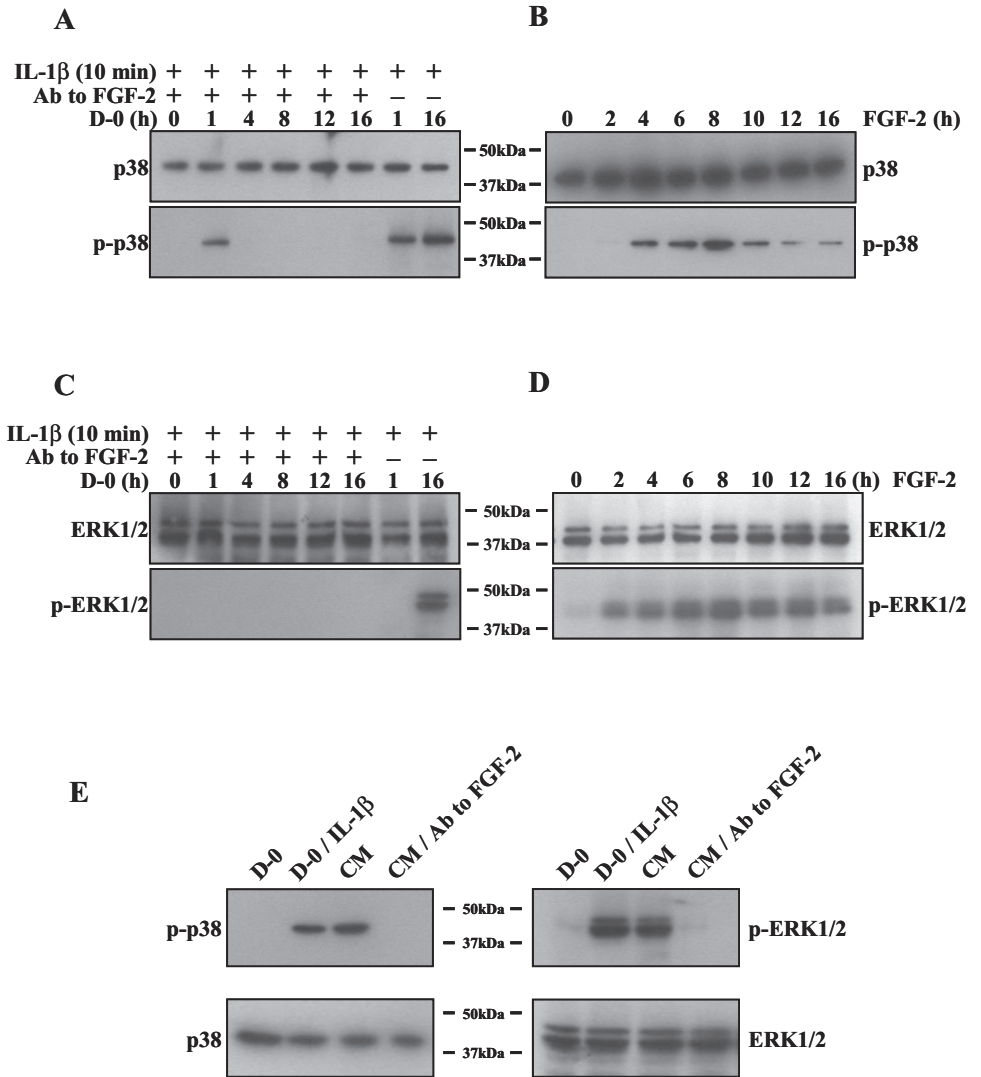 A
IL-1β (10 min) + + + + + + + +
Ab to FGF-2 + + + + + + – –
D-0 (h) 0 1 4 8 12 16 1 16
p38
p-p38
50kDa
37kDa
50kDa
37kDa
B
0 2 4 6 8 10 12 16 FGF-2 (h)
p38
p-p38
C
IL-1β (10 min) + + + + + + + +
Ab to FGF-2 + + + + + + – –
D-0 (h) 0 1 4 8 12 16 1 16
ERK1/2
p-ERK1/2
50kDa
37kDa
50kDa
37kDa
D
0 2 4 6 8 10 12 16 (h) FGF-2
ERK1/2
p-ERK1/2
E
D-0
D-0 / IL-1β
CM
CM / Ab to FGF-2
p-p38
p38
50kDa
37kDa
50kDa
37kDa
D-0
D-0 / IL-1β
CM
CM / Ab to FGF-2
p-ERK1/2
ERK1/2